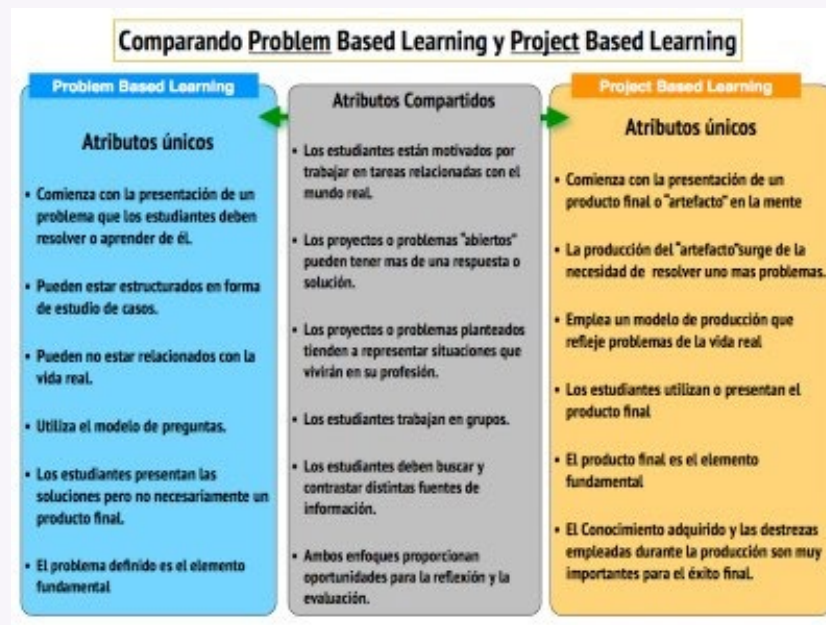 Comparando Problem Based Learning y Project Based Learning
Problem Based Learning
Atributos únicos
• Comienza con la presentación de un
problema que los estudiantes deben
resolver o aprender de él.
• Pueden estar estructurados en forma
de estudio de casos.
• Pueden no estar relacionados con la
vida real.
• Utiliza el modelo de preguntas.
• Los estudiantes presentan las
soluciones pero no necesariamente un
producto final.
• El problema definido es el elemento
fundamental
Atributos Compartidos
• Los estudiantes están motivados por
trabajar en tareas relacionadas con el
mundo real.
• Los proyectos o problemas "abiertos"
pueden tener mas de una respuesta o
solución.
• Los proyectos o problemas planteados
tienden a representar situaciones que
vivirán en su profesión.
• Los estudiantes trabajan en grupos.
• Los estudiantes deben buscar y
contrastar distintas fuentes de
información.
• Ambos enfoques proporcionan
oportunidades para la reflexión y la
evaluación.
Project Based Learning
Atributos únicos
• Comienza con la presentación de un
producto final o "artefacto" en la mente
• La producción del "artefacto"surge de la
necesidad de resolver uno mas problemas.
• Emplea un modelo de producción que
refleje problemas de la vida real
• Los estudiantes utilizan o presentan el
producto final
• El producto final es el elemento
fundamental
• El Conocimiento adquirido y las destrezas
empleadas durante la producción son muy
importantes para el éxito final.